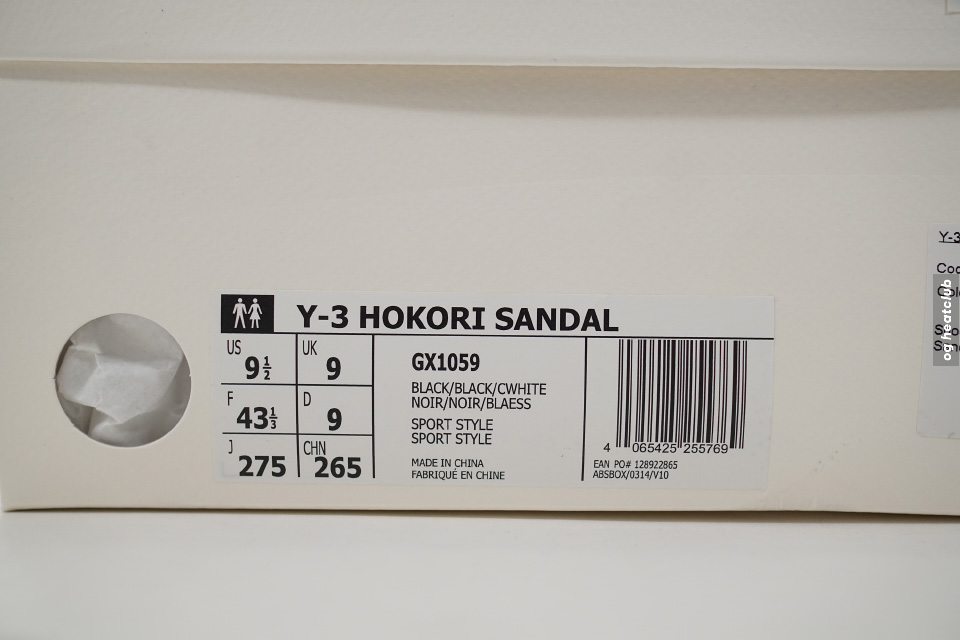 Y-3 HOKORI SANDAL
US 9½
UK 9
F 43⅓
D 9
J 275
CHN 265
GX1059
BLACK/BLACK/CWHITE
NOIR/NOIR/BLAESS
SPORT STYLE
SPORT STYLE
MADE IN CHINA
FABRIQUÉ EN CHINE
4 065425 255769
EAN PO# 128922865
ABSBOX/0314/V10
Y-3
og heatclub